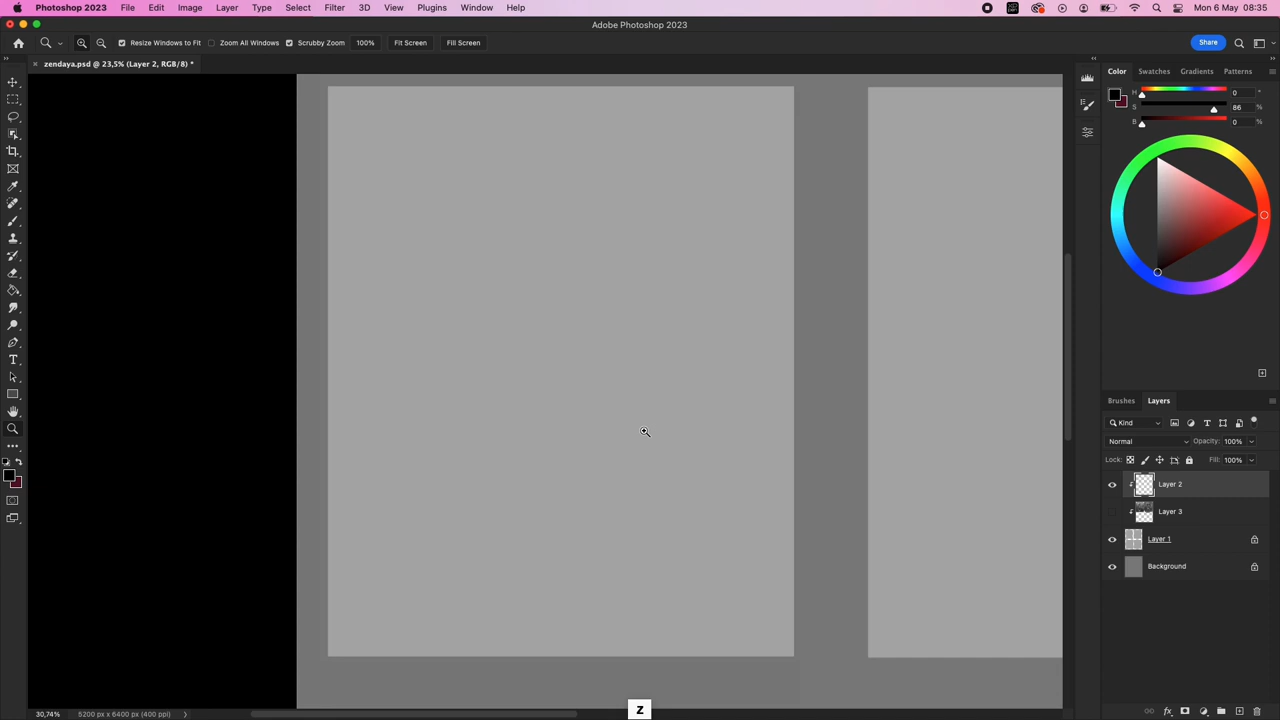 Photoshop 2023 File Edit Image Layer Type Select Filter 3D View Plugins Window Help Mon 6 May 08:35
Adobe Photoshop 2023
Resize Windows to Fit Zoom All Windows Scrubby Zoom 100% Fit Screen Fill Screen Share
zendaya.psd @ 23,5% (Layer 2, RGB/8) *
Color Swatches Gradients Patterns
H 0 °
S 86 %
B 0 %
Brushes Layers
Kind
Normal Opacity: 100%
Lock: Fill: 100%
Layer 2
Layer 3
Layer 1
Background
30,74% 5200 px x 6400 px (400 ppi)
z